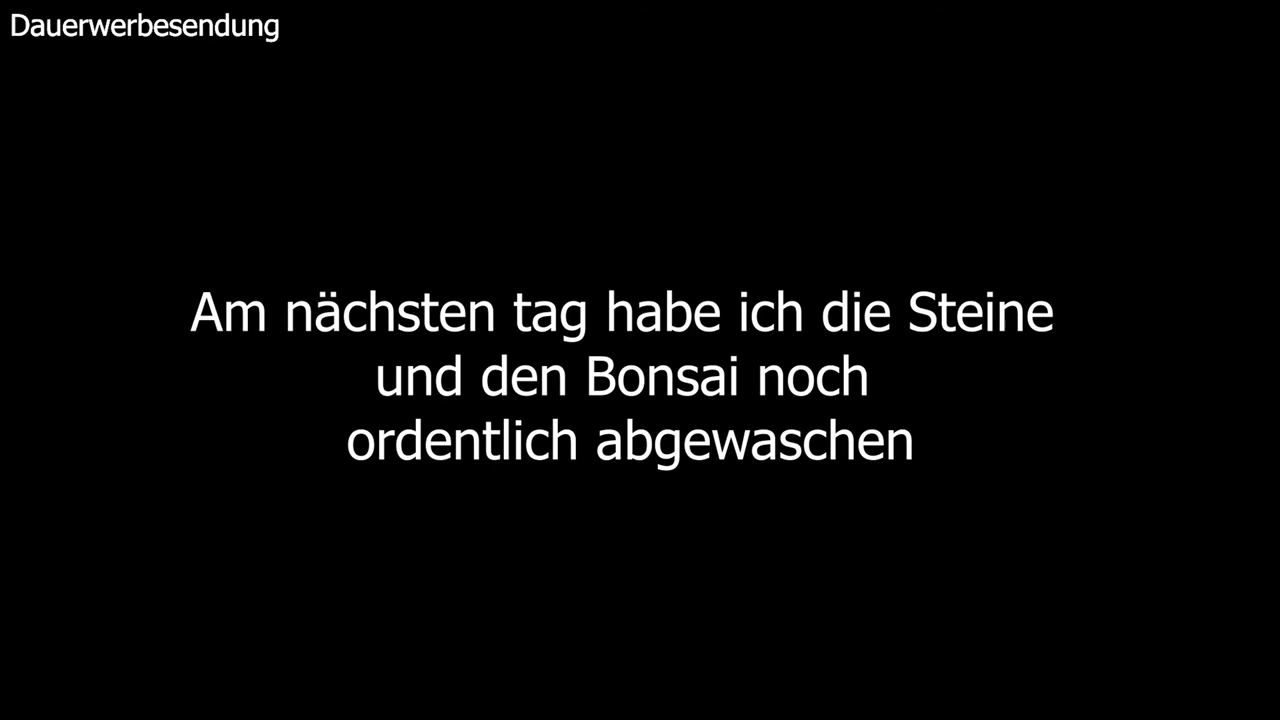 Dauerwerbesendung
Am nächsten tag habe ich die Steine
und den Bonsai noch
ordentlich abgewaschen